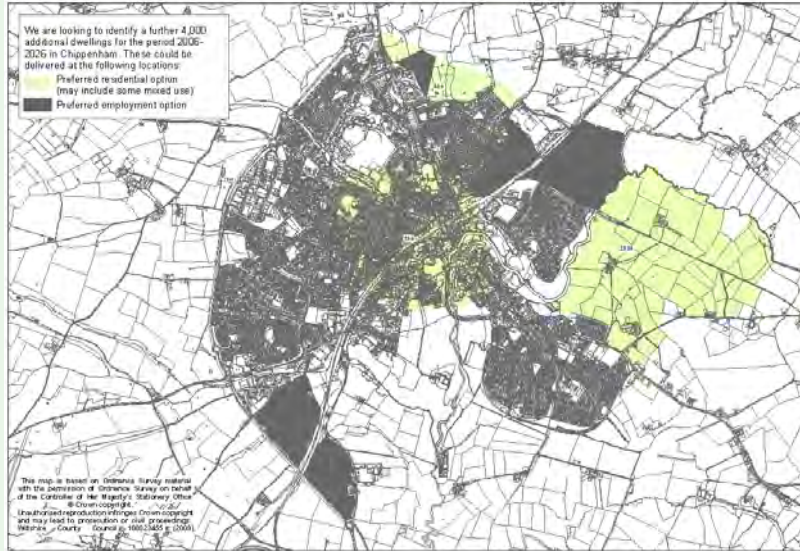 We are looking to identify a further 4,000
additional dwellings for the period 2006-
2026 in Chippenham. These could be
delivered at the following locations:
Preferred residential option
(may include some mixed use)
Preferred employment option
This map is based on Ordnance Survey material
with the permission of Ordnance Survey on behalf
of the Controller of Her Majesty's Stationery Office
© Crown copyright.
Unauthorised reproduction infringes Crown copyright
and may lead to prosecution or civil proceedings.
Wiltshire County Council